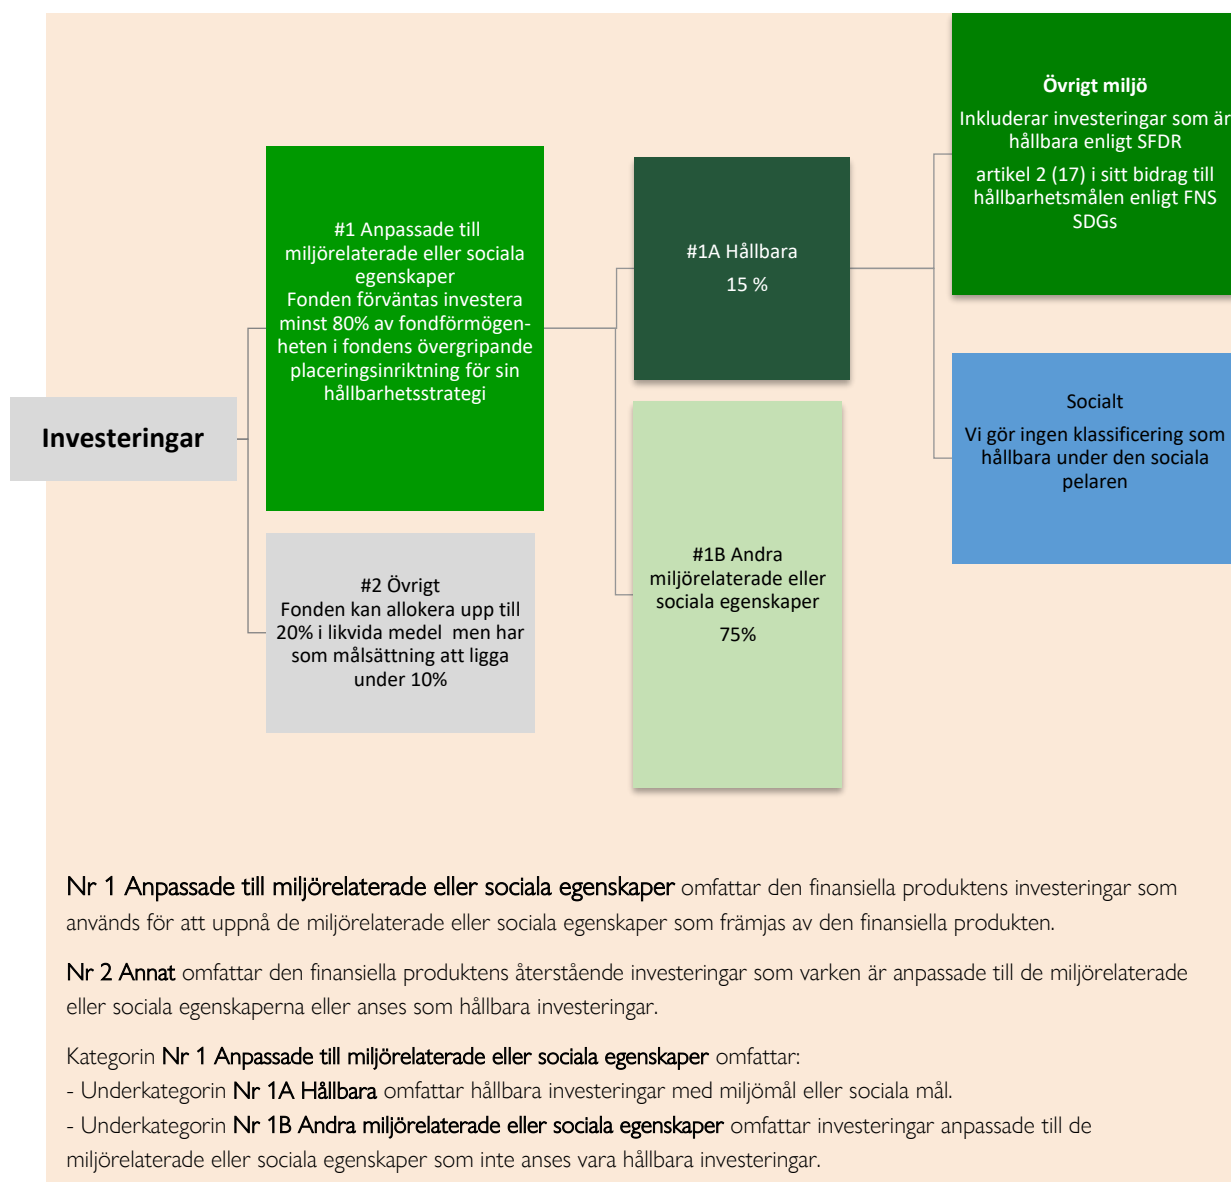 Investeringar
#1 Anpassade till
miljörelaterade eller sociala
egenskaper
Fonden förväntas investera
minst 80% av fondförmögen-
heten i fondens övergripande
placeringsinriktning för sin
hållbarhetsstrategi
#2 Övrigt
Fonden kan allokera upp till
20% i likvida medel  men har
som målsättning att ligga
under 10%
#1A Hållbara
15 %
#1B Andra
miljörelaterade eller
sociala egenskaper
75%
Övrigt miljö
Inkluderar investeringar som är
hållbara enligt SFDR
artikel 2 (17) i sitt bidrag till
hållbarhetsmålen enligt FNS
SDGs
Socialt
Vi gör ingen klassificering som
hållbara under den sociala
pelaren
Nr 1 Anpassade till miljörelaterade eller sociala egenskaper omfattar den finansiella produktens investeringar som
används för att uppnå de miljörelaterade eller sociala egenskaper som främjas av den finansiella produkten.
Nr 2 Annat omfattar den finansiella produktens återstående investeringar som varken är anpassade till de miljörelaterade
eller sociala egenskaperna eller anses som hållbara investeringar.
Kategorin Nr 1 Anpassade till miljörelaterade eller sociala egenskaper omfattar:
- Underkategorin Nr 1A Hållbara omfattar hållbara investeringar med miljömål eller sociala mål.
- Underkategorin Nr 1B Andra miljörelaterade eller sociala egenskaper omfattar investeringar anpassade till de
miljörelaterade eller sociala egenskaper som inte anses vara hållbara investeringar.